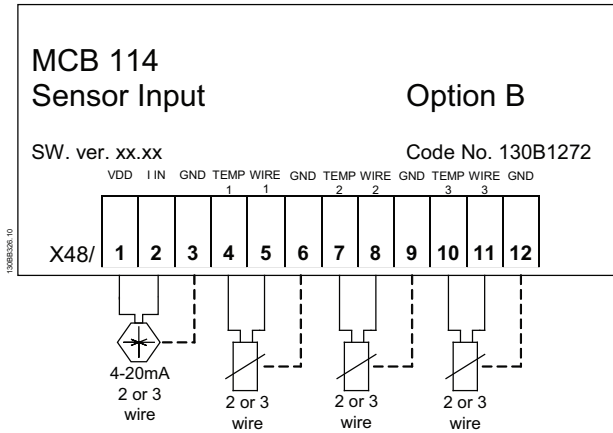 MCB 114
Sensor Input
Option B
SW. ver. xx.xx
Code No. 130B1272
VDD I IN GND TEMP 1 WIRE 1 GND TEMP 2 WIRE 2 GND TEMP 3 WIRE 3 GND
X48/ 1 2 3 4 5 6 7 8 9 10 11 12
130BB326.10
4-20mA
2 or 3
wire
2 or 3
wire
2 or 3
wire
2 or 3
wire